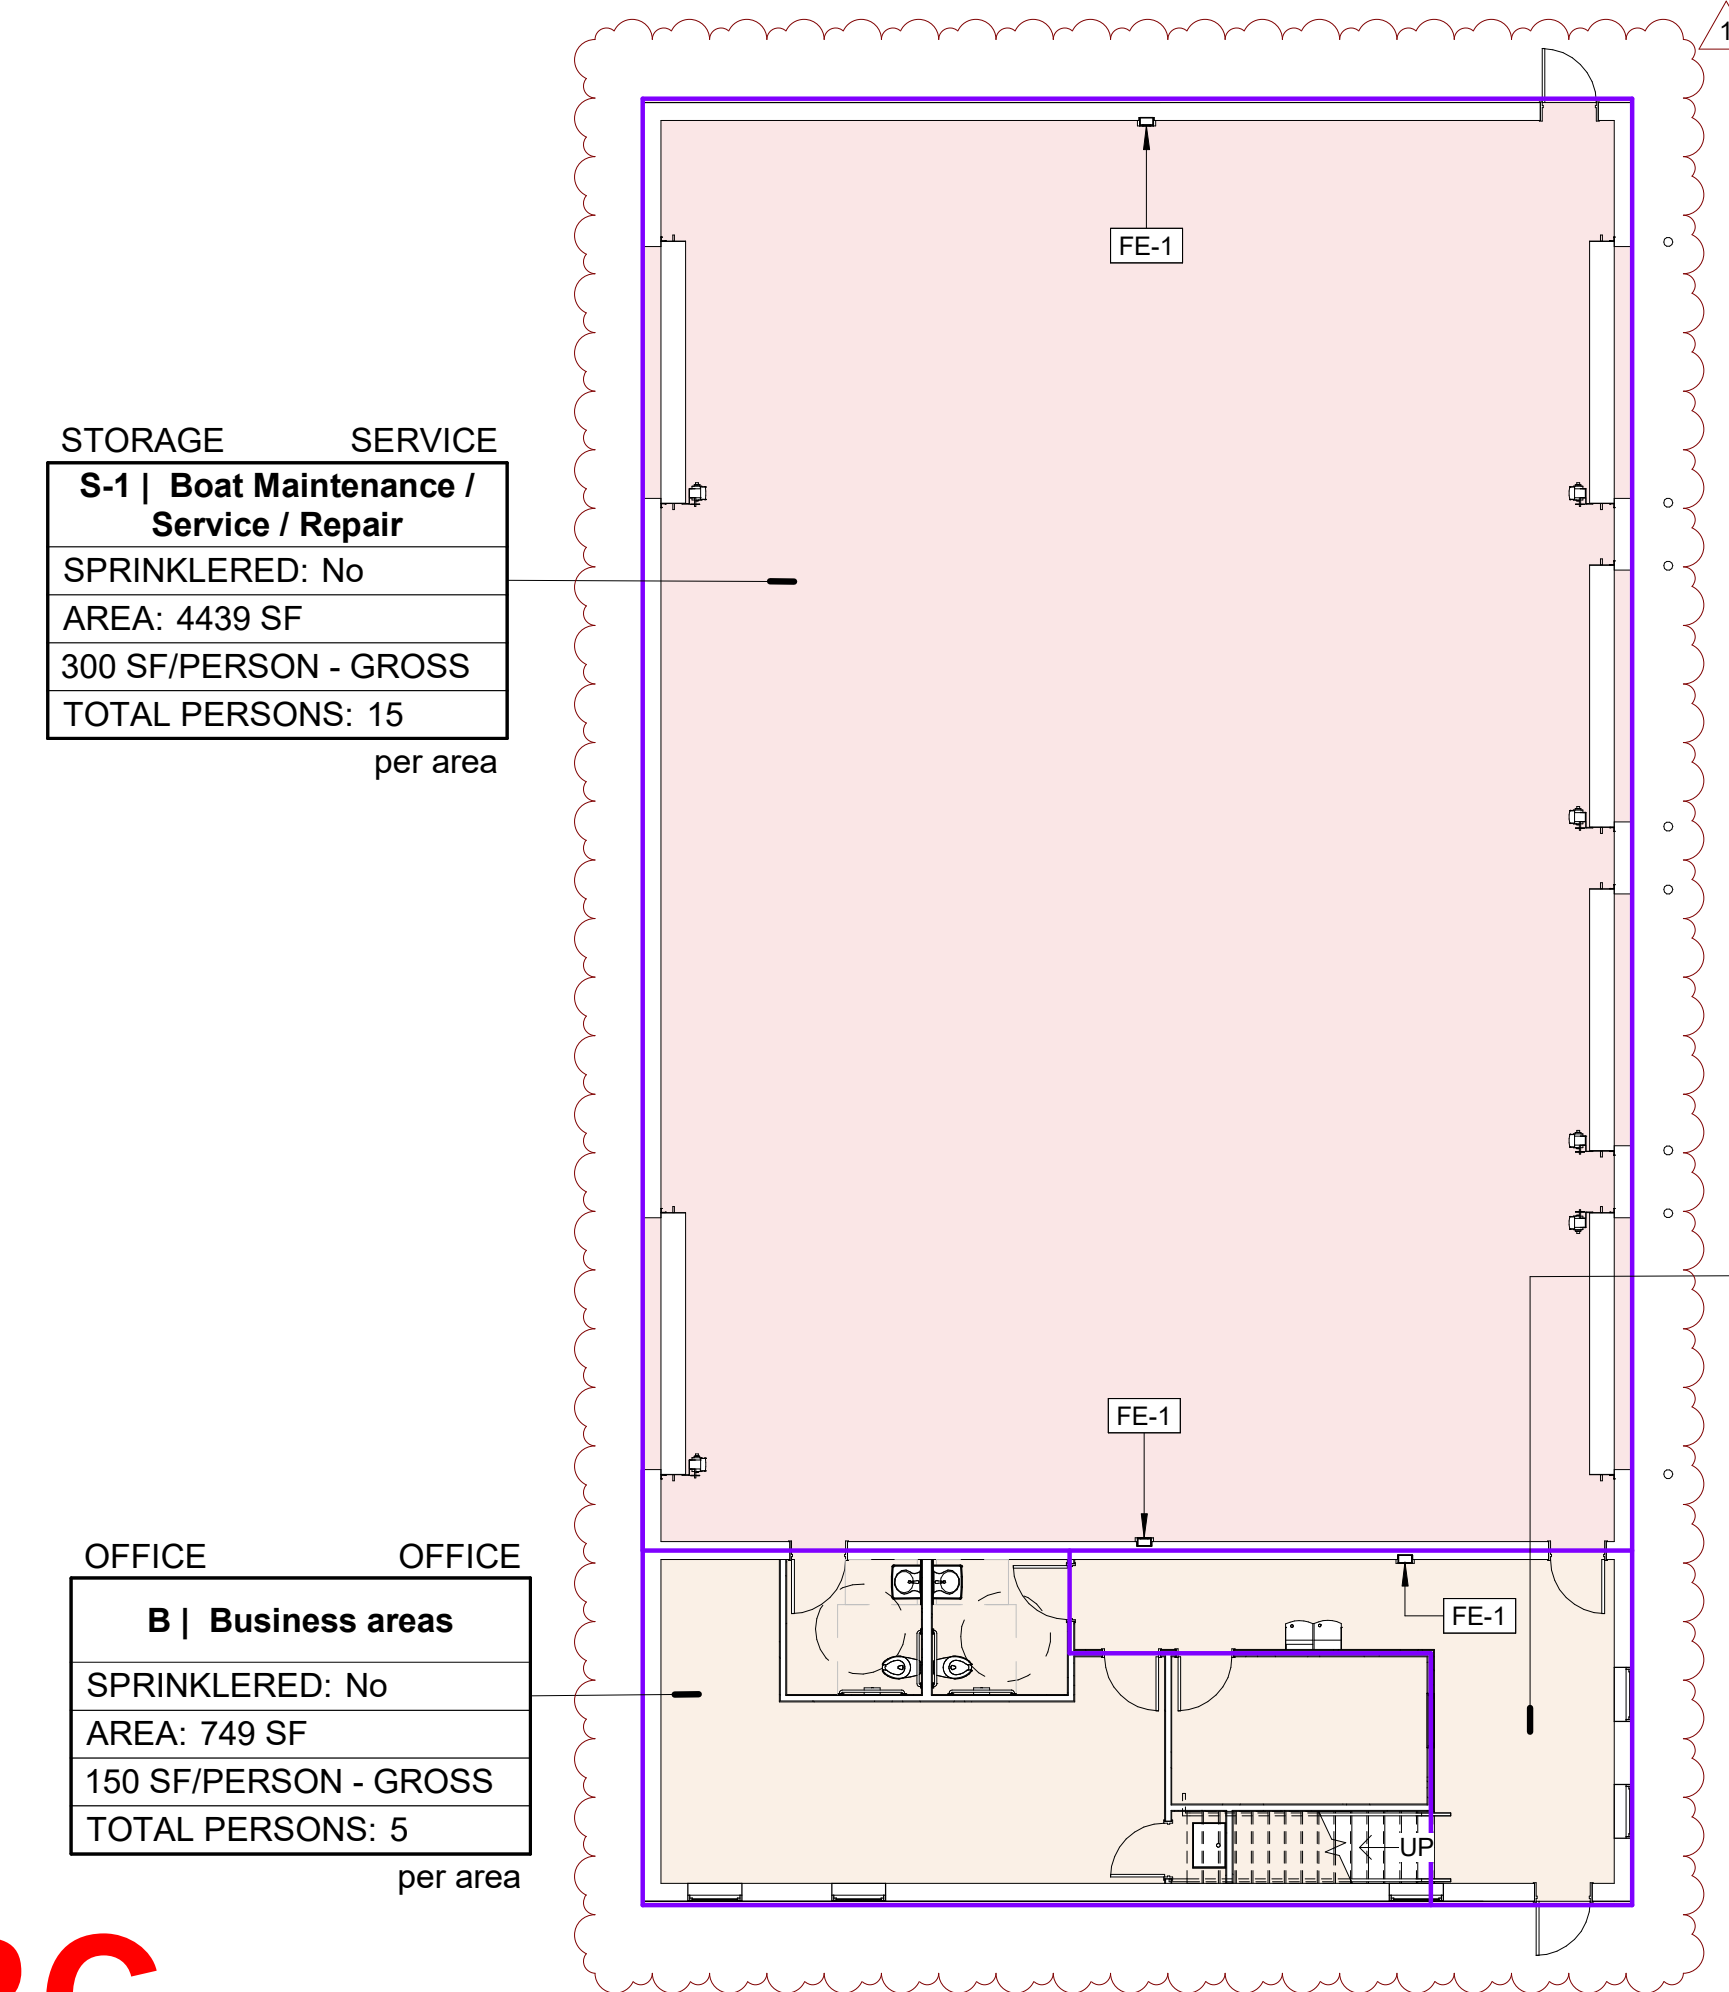 1
FE-1
STORAGE SERVICE
S-1 | Boat Maintenance /
Service / Repair
SPRINKLERED: No
AREA: 4439 SF
300 SF/PERSON - GROSS
TOTAL PERSONS: 15
per area
FE-1
OFFICE OFFICE
B | Business areas
SPRINKLERED: No
AREA: 749 SF
150 SF/PERSON - GROSS
TOTAL PERSONS: 5
per area
FE-1
UP